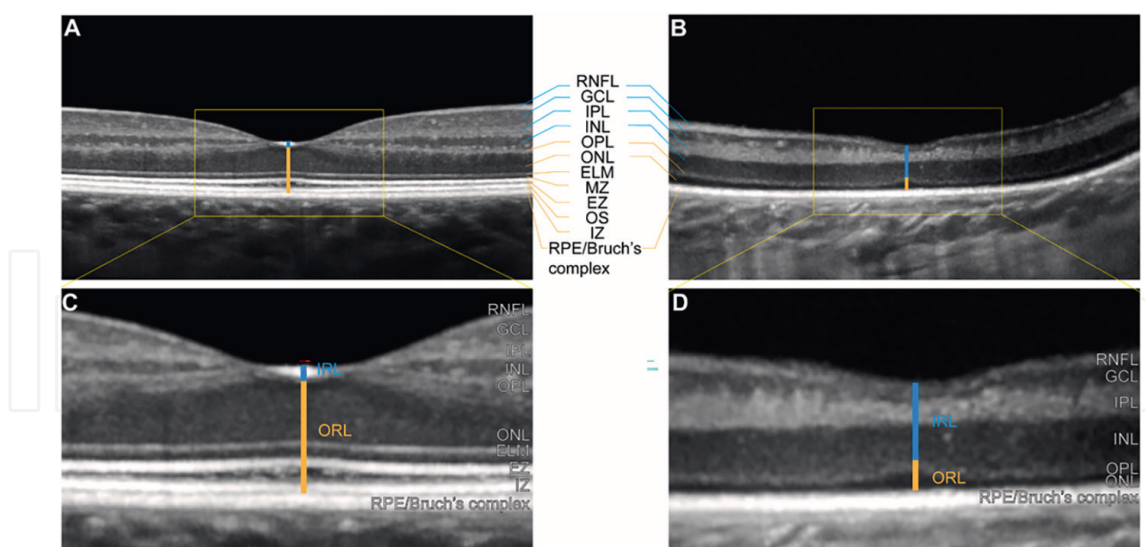 A
B
RNFL
GCL
IPL
INL
OPL
ONL
ELM
MZ
EZ
OS
IZ
RPE/Bruch's
complex
C
RNFL
GCL
IPL
INL
OPL
IRL
ORL
ONL
ELM
EZ
IZ
RPE/Bruch's complex
D
RNFL
GCL
IPL
IRL
INL
OPL
ORL
ONL
RPE/Bruch's complex